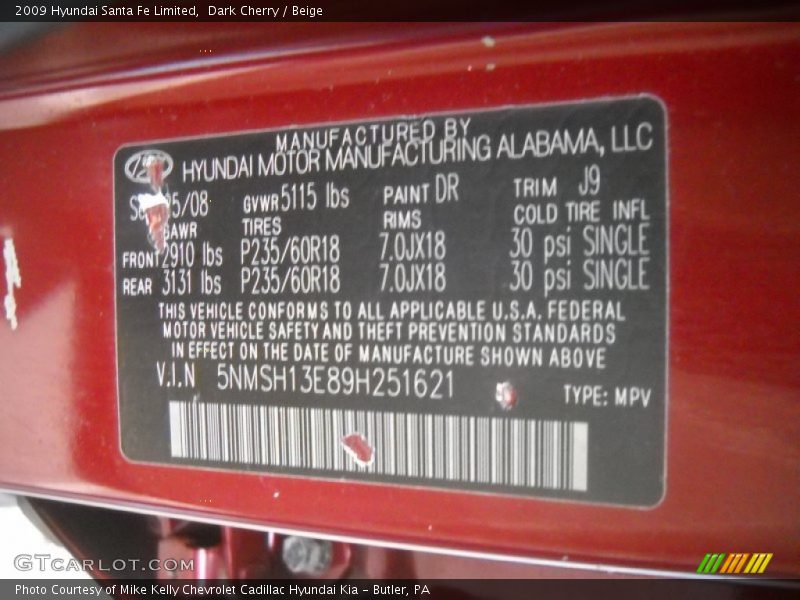 2009 Hyundai Santa Fe Limited, Dark Cherry / Beige
MANUFACTURED BY
HYUNDAI MOTOR MANUFACTURING ALABAMA, LLC
5/08 GVWR 5115 lbs PAINT DR TRIM J9
GAWR TIRES RIMS COLD TIRE INFL
FRONT 2910 lbs P235/60R18 7.0JX18 30 psi SINGLE
REAR 3131 lbs P235/60R18 7.0JX18 30 psi SINGLE
THIS VEHICLE CONFORMS TO ALL APPLICABLE U.S.A. FEDERAL
MOTOR VEHICLE SAFETY AND THEFT PREVENTION STANDARDS
IN EFFECT ON THE DATE OF MANUFACTURE SHOWN ABOVE
V.I.N 5NMSH13E89H251621
TYPE: MPV
GTCARLOT.COM
Photo Courtesy of Mike Kelly Chevrolet Cadillac Hyundai Kia – Butler, PA